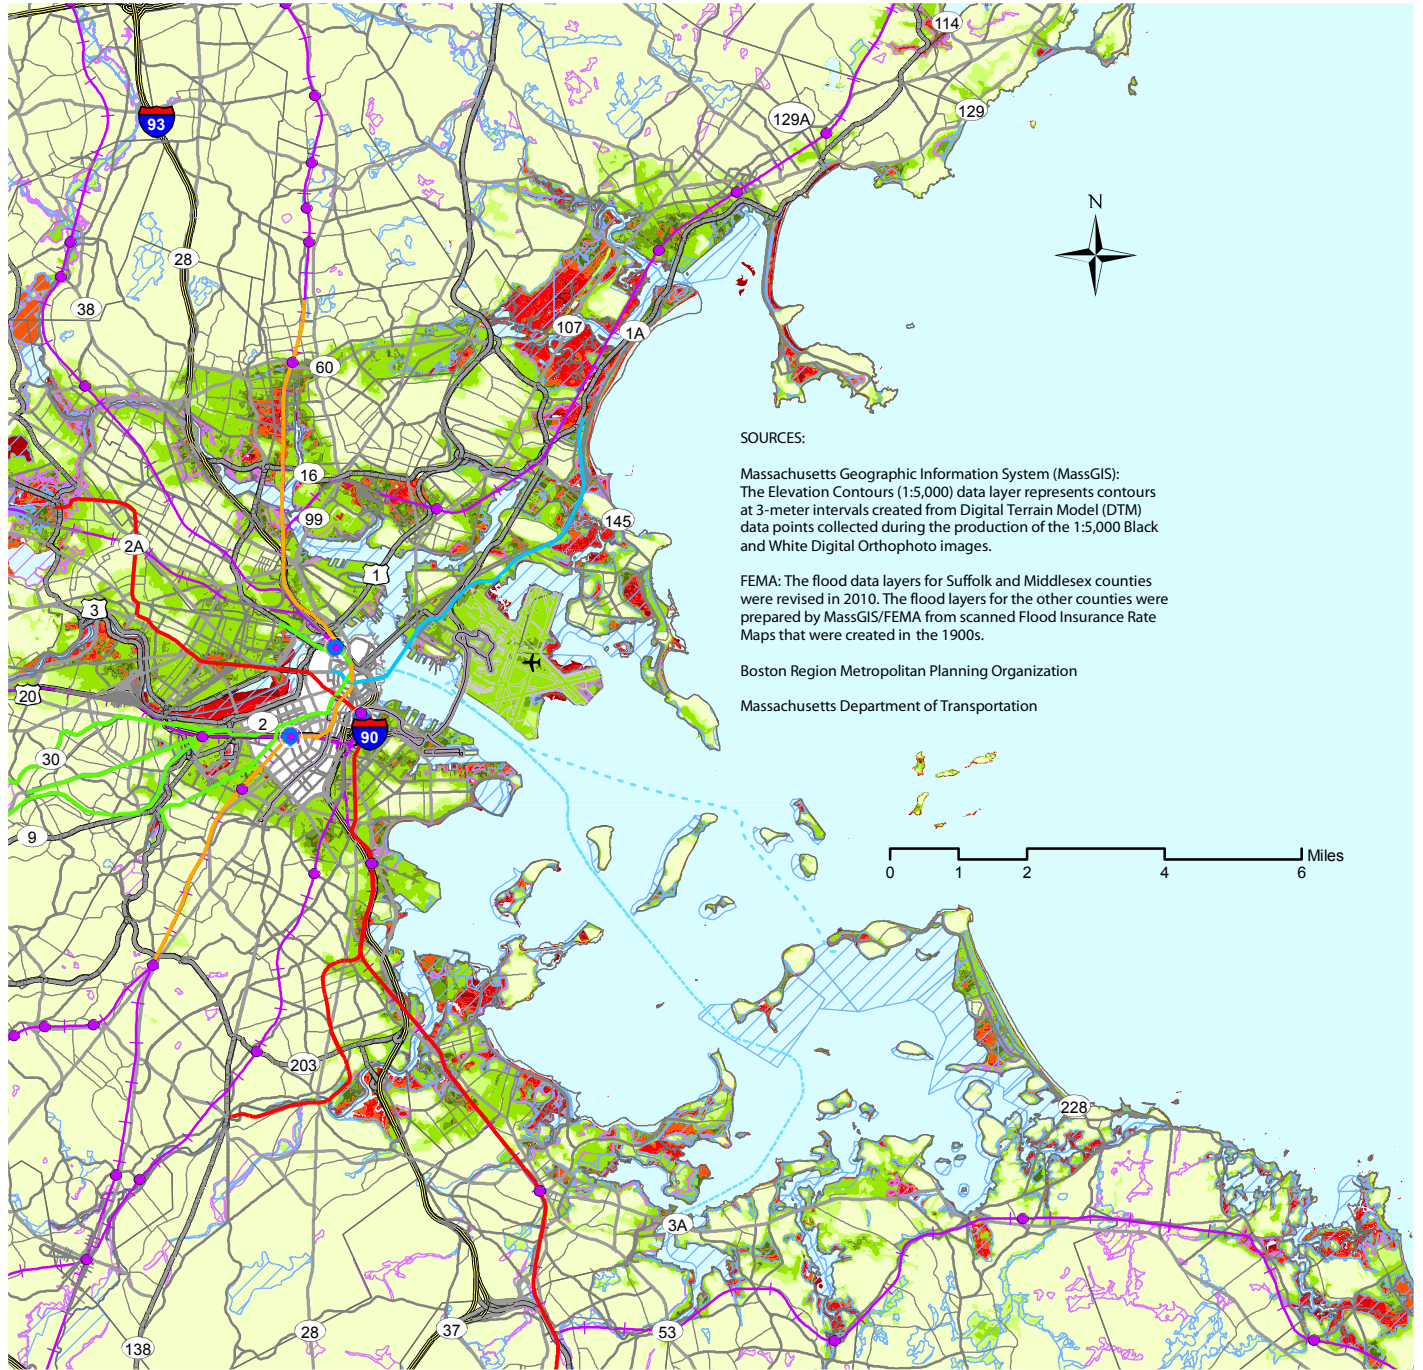 114
129
129A
93
N
28
38
107
1A
60
SOURCES:
Massachusetts Geographic Information System (MassGIS):
The Elevation Contours (1:5,000) data layer represents contours
at 3-meter intervals created from Digital Terrain Model (DTM)
data points collected during the production of the 1:5,000 Black
and White Digital Orthophoto images.
16
99
145
2A
1
FEMA: The flood data layers for Suffolk and Middlesex counties
were revised in 2010. The flood layers for the other counties were
prepared by MassGIS/FEMA from scanned Flood Insurance Rate
Maps that were created in the 1900s.
3
Boston Region Metropolitan Planning Organization
20
Massachusetts Department of Transportation
2
90
30
9
Miles
0 1 2 4 6
203
228
3A
53
37
28
138